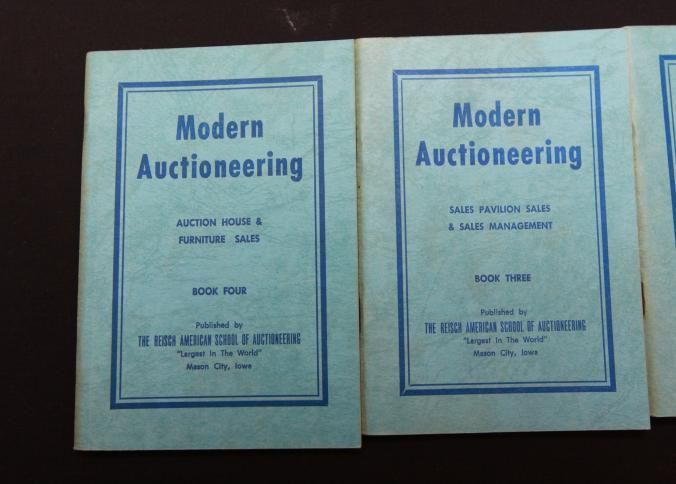 Modern
Auctioneering
AUCTION HOUSE &
FURNITURE SALES
BOOK FOUR
Published by
THE REISCH AMERICAN SCHOOL OF AUCTIONEERING
"Largest In The World"
Mason City, Iowa
Modern
Auctioneering
SALES PAVILION SALES
& SALES MANAGEMENT
BOOK THREE
Published by
THE REISCH AMERICAN SCHOOL OF AUCTIONEERING
"Largest In The World"
Mason City, Iowa